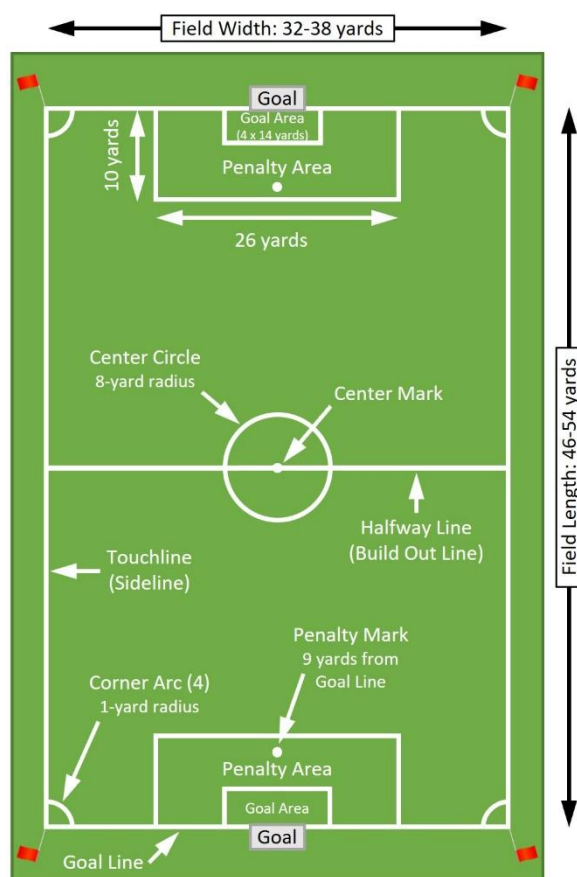 Field Width: 32-38 yards
Goal
Goal Area
(4 x 14 yards)
10 yards
Penalty Area
26 yards
Center Circle
8-yard radius
Center Mark
Field Length: 46-54 yards
Halfway Line
(Build Out Line)
Touchline
(Sideline)
Penalty Mark
9 yards from
Goal Line
Corner Arc (4)
1-yard radius
Penalty Area
Goal Area
Goal
Goal Line